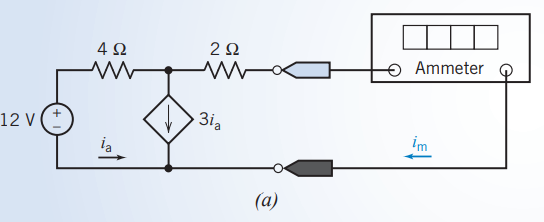 4 Ω
2 Ω
Ammeter
12 V
+
−
3iₐ
iₐ
iₘ
(a)